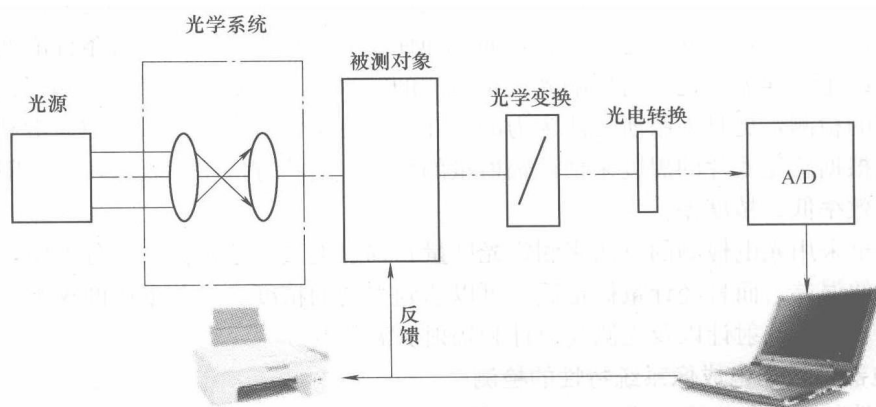 光学系统
被测对象
光源
光学变换
光电转换
A/D
反馈